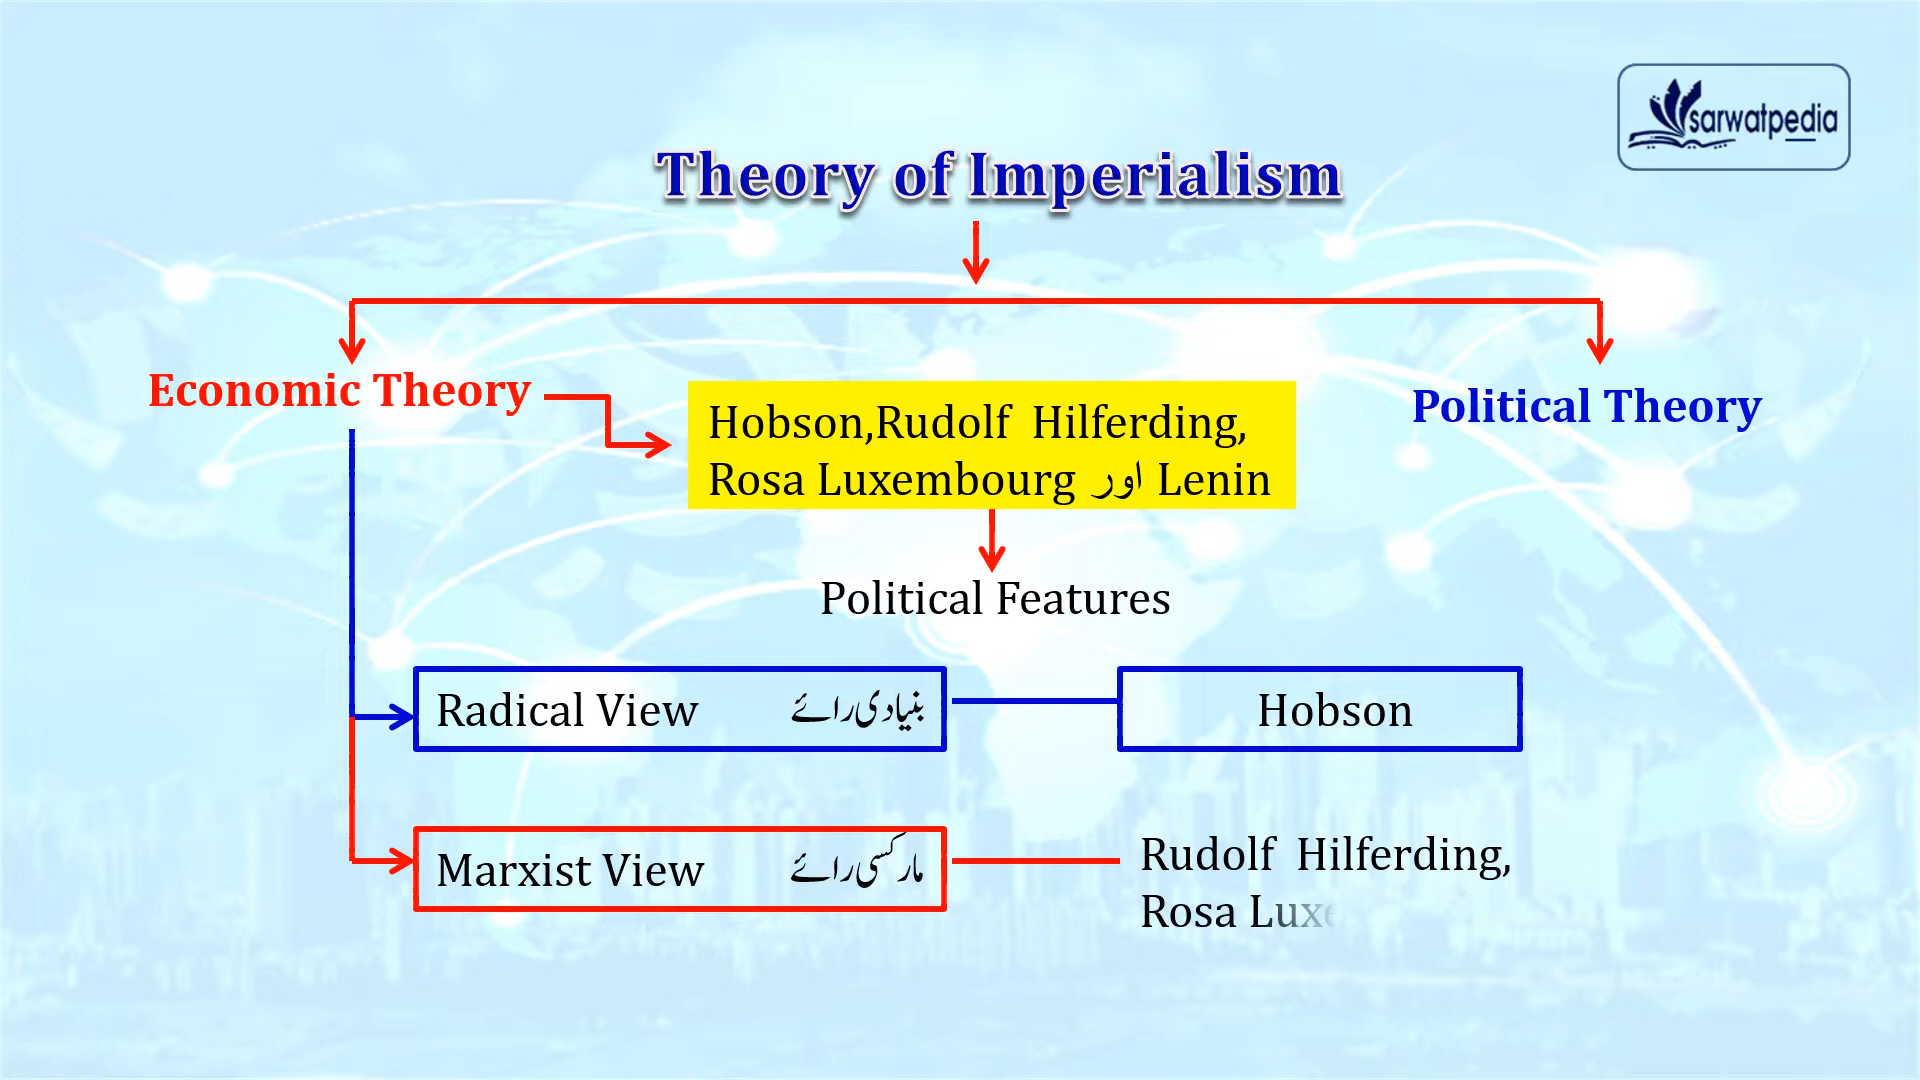 sarwatpedia
Theory of Imperialism
Economic Theory
Hobson,Rudolf Hilferding,
Rosa Luxembourg اور Lenin
Political Theory
Political Features
Radical View بنیادی رائے
Hobson
Marxist View مارکسی رائے
Rudolf Hilferding,
Rosa Luxe